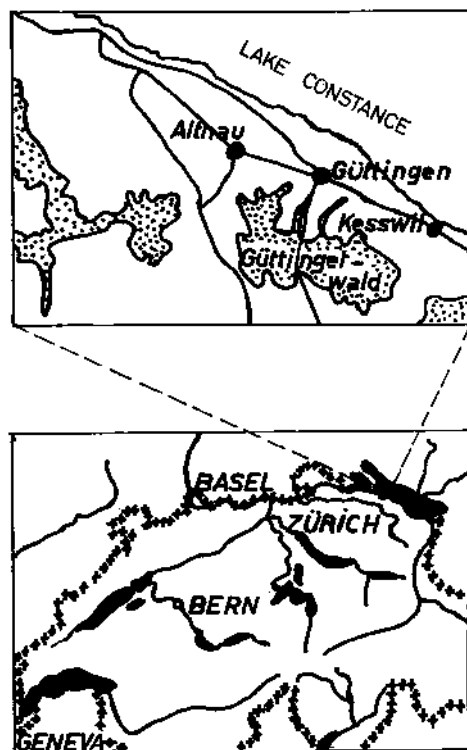 LAKE CONSTANCE
Altnau
Güttingen
Kesswil
Güttinger-
wald
BASEL
ZÜRICH
BERN
GENEVA